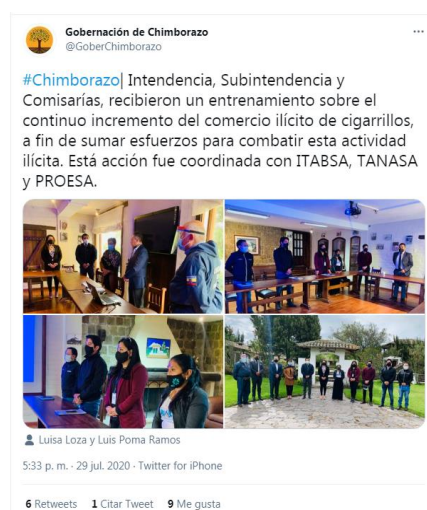 Gobernación de Chimborazo
@GoberChimborazo
#Chimborazo| Intendencia, Subintendencia y
Comisarías, recibieron un entrenamiento sobre el
continuo incremento del comercio ilícito de cigarrillos,
a fin de sumar esfuerzos para combatir esta actividad
ilícita. Está acción fue coordinada con ITABSA, TANASA
y PROESA.
Luisa Loza y Luis Poma Ramos
5:33 p. m. · 29 jul. 2020 · Twitter for iPhone
6 Retweets 1 Citar Tweet 9 Me gusta